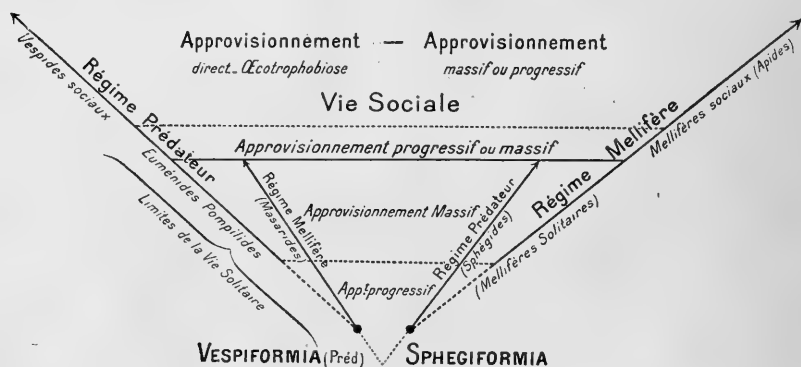 Approvisionnement — Approvisionnement
direct_Œcotrophobiose
massif ou progressif
Vie Sociale
Vespides sociaux
Régime Prédateur
Euménides Pompilides
Limites de la Vie Solitaire
Approvisionnement progressif ou massif
Régime Mellifère
(Masarides)
Approvisionnement Massif
Régime Prédateur
(Sphégides)
Appt progressif
Régime Mellifère
Mellifères sociaux (Apides)
(Mellifères Solitaires)
VESPIFORMIA (Préd)
SPHEGIFORMIA